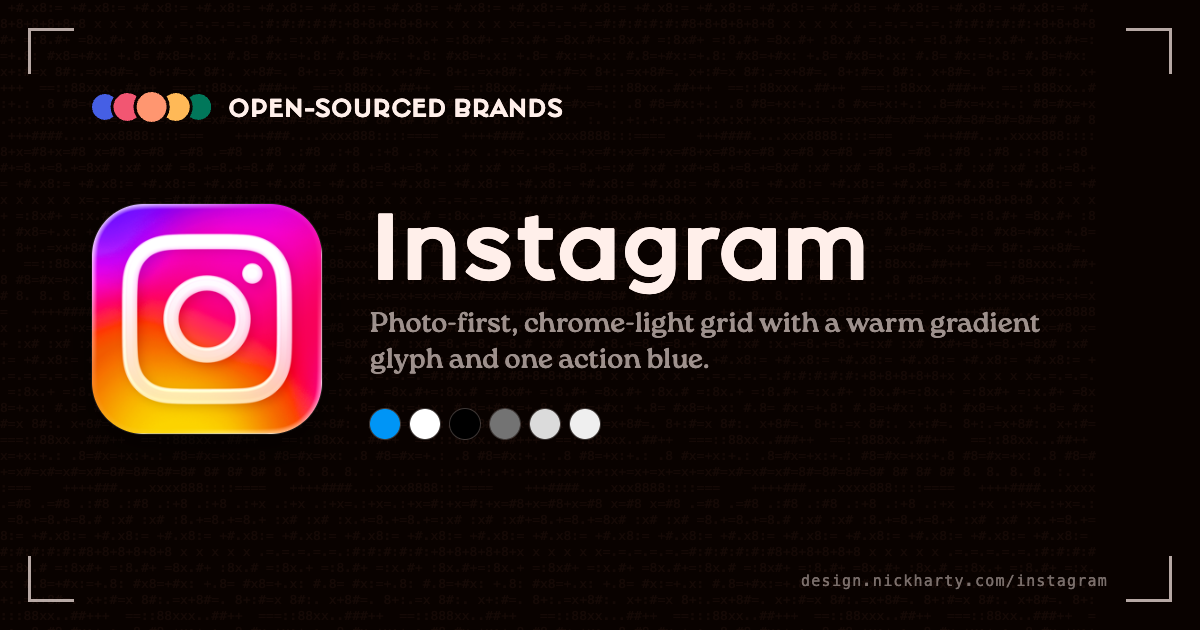 OPEN-SOURCED BRANDS
Instagram
Photo-first, chrome-light grid with a warm gradient
glyph and one action blue.
design.nickharty.com/instagram